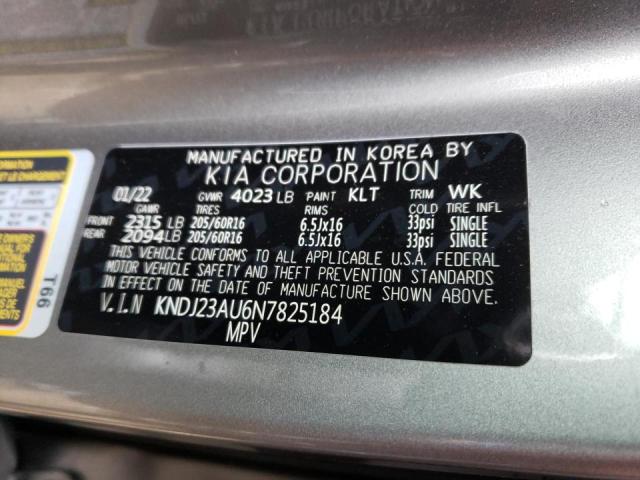 MANUFACTURED IN KOREA BY
KIA CORPORATION
01/22 GVWR 4023 LB PAINT KLT TRIM WK
GAWR TIRES RIMS COLD TIRE INFL
FRONT 2315 LB 205/60R16 6.5Jx16 33psi SINGLE
REAR 2094 LB 205/60R16 6.5Jx16 33psi SINGLE
THIS VEHICLE CONFORMS TO ALL APPLICABLE U.S.A. FEDERAL
MOTOR VEHICLE SAFETY AND THEFT PREVENTION STANDARDS
IN EFFECT ON THE DATE OF MANUFACTURE SHOWN ABOVE.
V.I.N KNDJ23AU6N7825184
MPV
T66